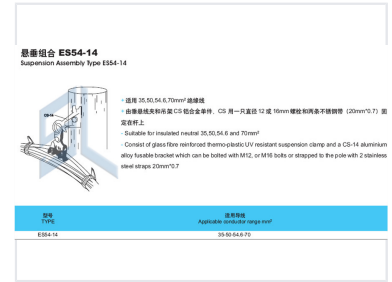 悬垂组合 ES54-14
Suspension Assembly Type ES54-14
CS-14
• 适用 35,50,54.6,70mm² 绝缘线
• 由垂悬线夹和吊架 CS 铝合金单件，CS 用一只直径 12 或 16mm 螺栓和两条不锈钢带（20mm*0.7）固
定在杆上
· Suitable for insulated neutral 35,50,54.6 and 70mm²
· Consist of glass fibre reinforced thermo-plastic UV resistant suspension clamp and a CS-14 aluminium
alloy fusable bracket which can be bolted with M12, or M16 bolts or strapped to the pole with 2 stainless
steel straps 20mm*0.7
型号 适用导线
TYPE Applicable conductor range mm²
ES54-14 35-50-54.6-70